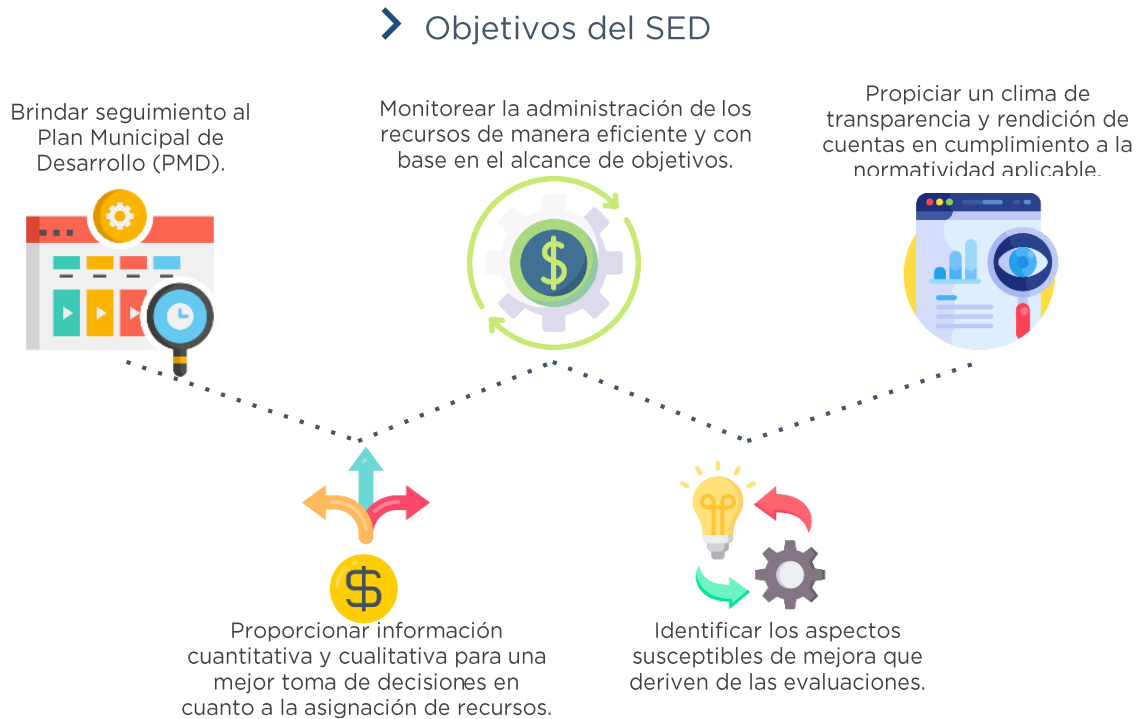 Objetivos del SED
Brindar seguimiento al
Plan Municipal de
Desarrollo (PMD).
Proporcionar información
cuantitativa y cualitativa para una
mejor toma de decisiones en
cuanto a la asignación de recursos.
Monitorear la administración de los
recursos de manera eficiente y con
base en el alcance de objetivos.
Identificar los aspectos
susceptibles de mejora que
deriven de las evaluaciones.
Propiciar un clima de
transparencia y rendición de
cuentas en cumplimiento a la
normatividad aplicable.